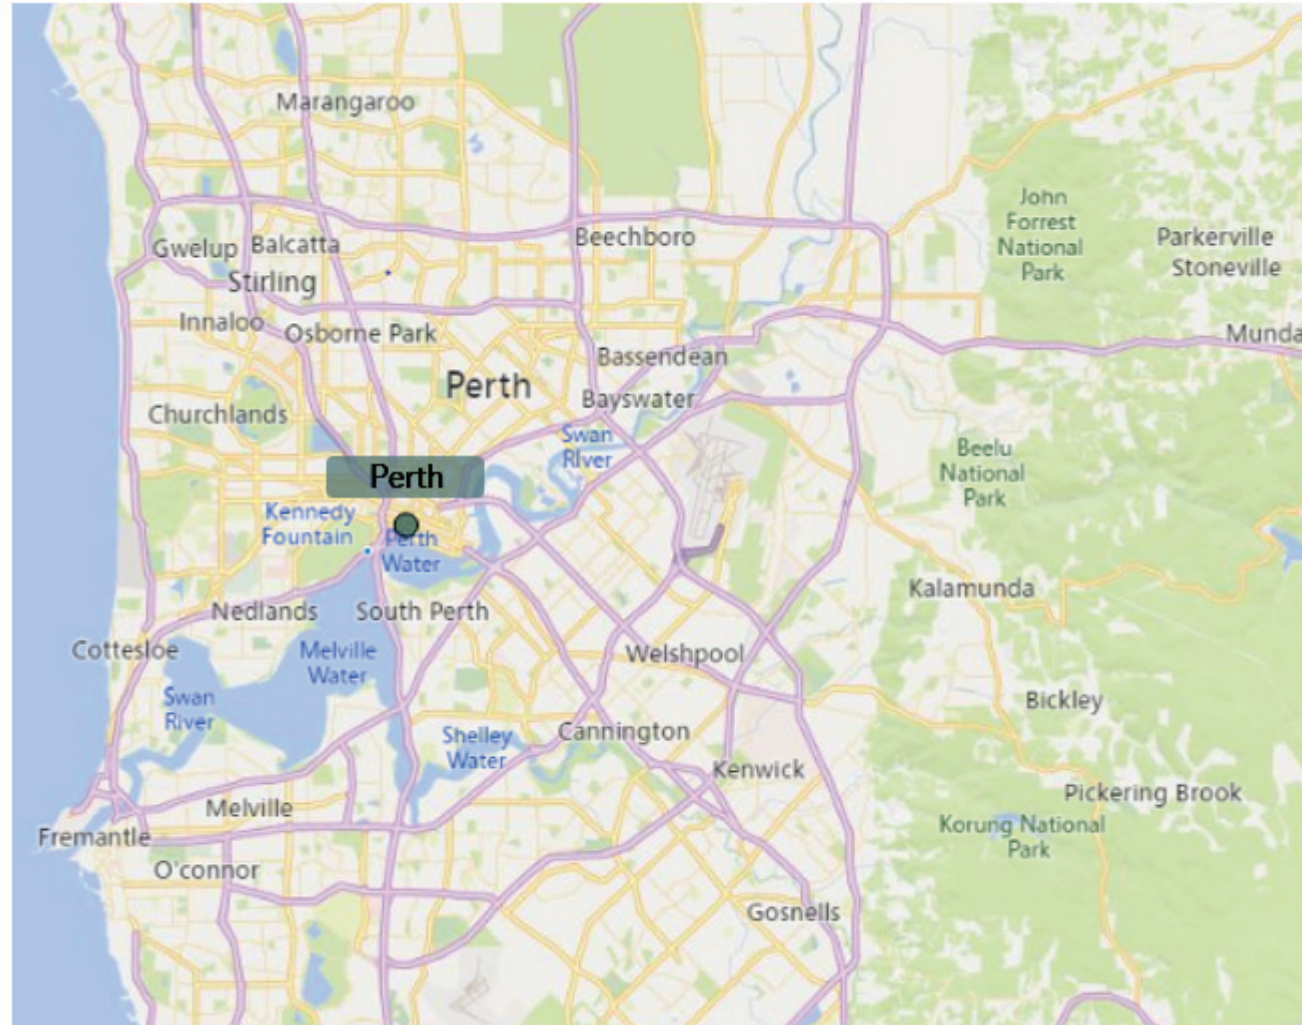 Marangaroo
John
Forrest
National
Park
Gwelup
Balcatta
Beechboro
Parkerville
Stoneville
Stirling
Innaloo
Osborne Park
Munda
Bassendean
Perth
Bayswater
Churchlands
Swan
River
Beelu
National
Park
Perth
Kennedy
Fountain
Perth
Water
Kalamunda
Nedlands
South Perth
Cottesloe
Melville
Water
Welshpool
Swan
River
Bickley
Shelley
Water
Cannington
Kenwick
Pickering Brook
Melville
Fremantle
Korung National
Park
O'connor
Gosnells